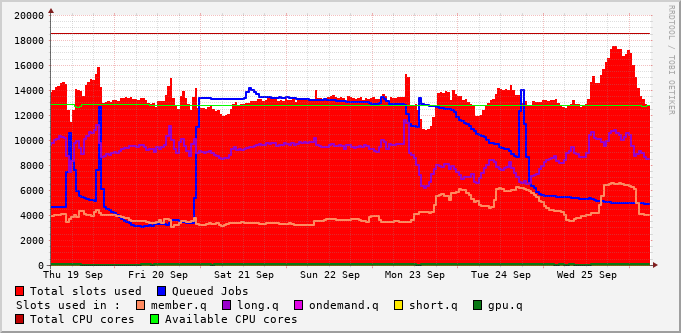 RRDTOOL / TOBI OETIKER
20000
18000
16000
14000
12000
10000
8000
6000
4000
2000
0
Thu 19 Sep Fri 20 Sep Sat 21 Sep Sun 22 Sep Mon 23 Sep Tue 24 Sep Wed 25 Sep
Total slots used Queued Jobs
Slots used in : member.q long.q ondemand.q short.q gpu.q
Total CPU cores Available CPU cores